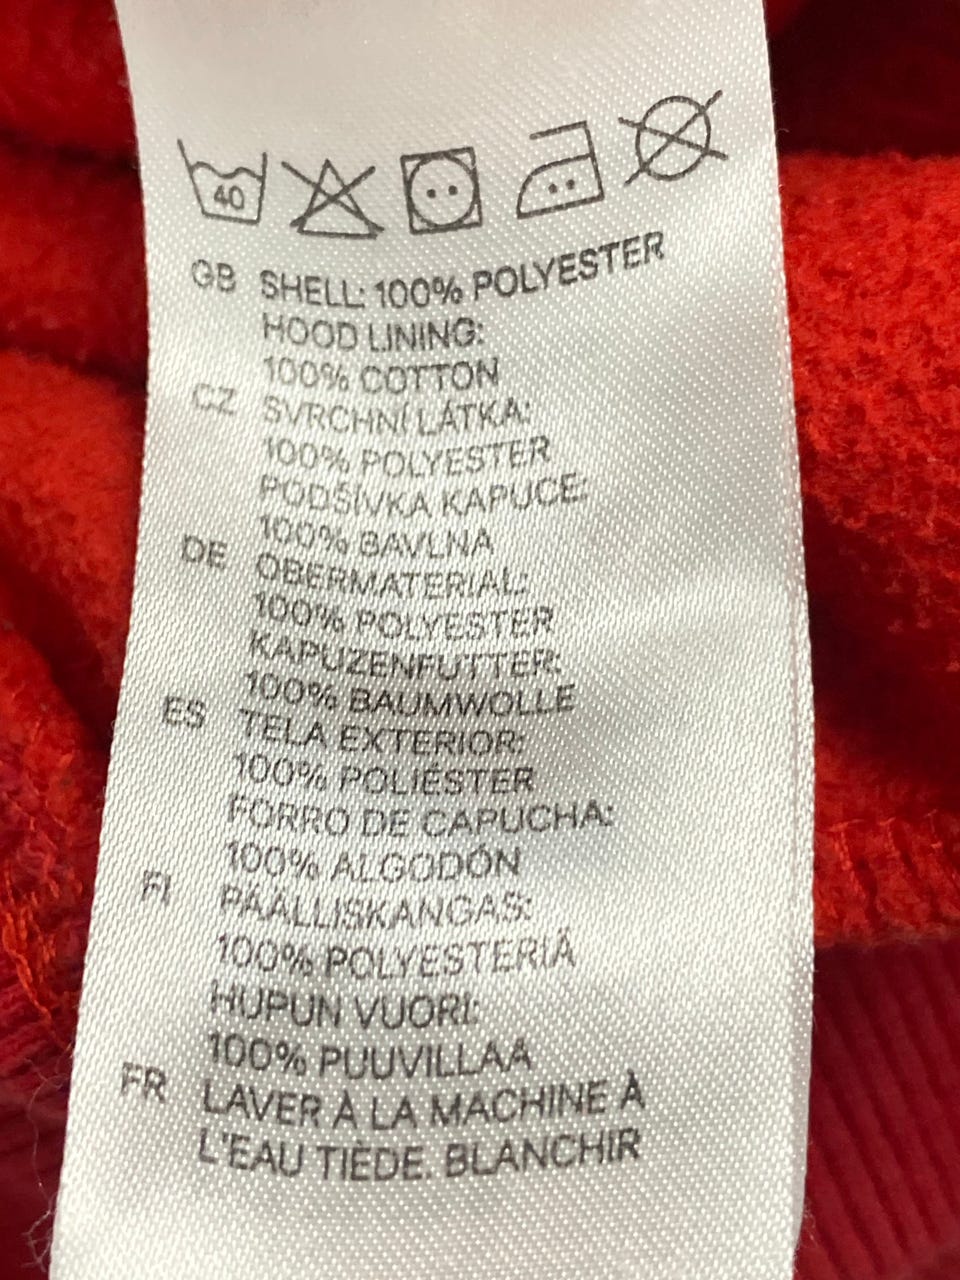 40
GB SHELL: 100% POLYESTER
HOOD LINING:
100% COTTON
CZ SVRCHNÍ LÁTKA:
100% POLYESTER
PODŠÍVKA KAPUCE:
100% BAVLNA
DE OBERMATERIAL:
100% POLYESTER
KAPUZENFUTTER:
100% BAUMWOLLE
ES TELA EXTERIOR:
100% POLIÉSTER
FORRO DE CAPUCHA:
100% ALGODÓN
FI PÄÄLLISKANGAS:
100% POLYESTERIÄ
HUPUN VUORI:
100% PUUVILLAA
FR LAVER À LA MACHINE À
L'EAU TIÈDE. BLANCHIR